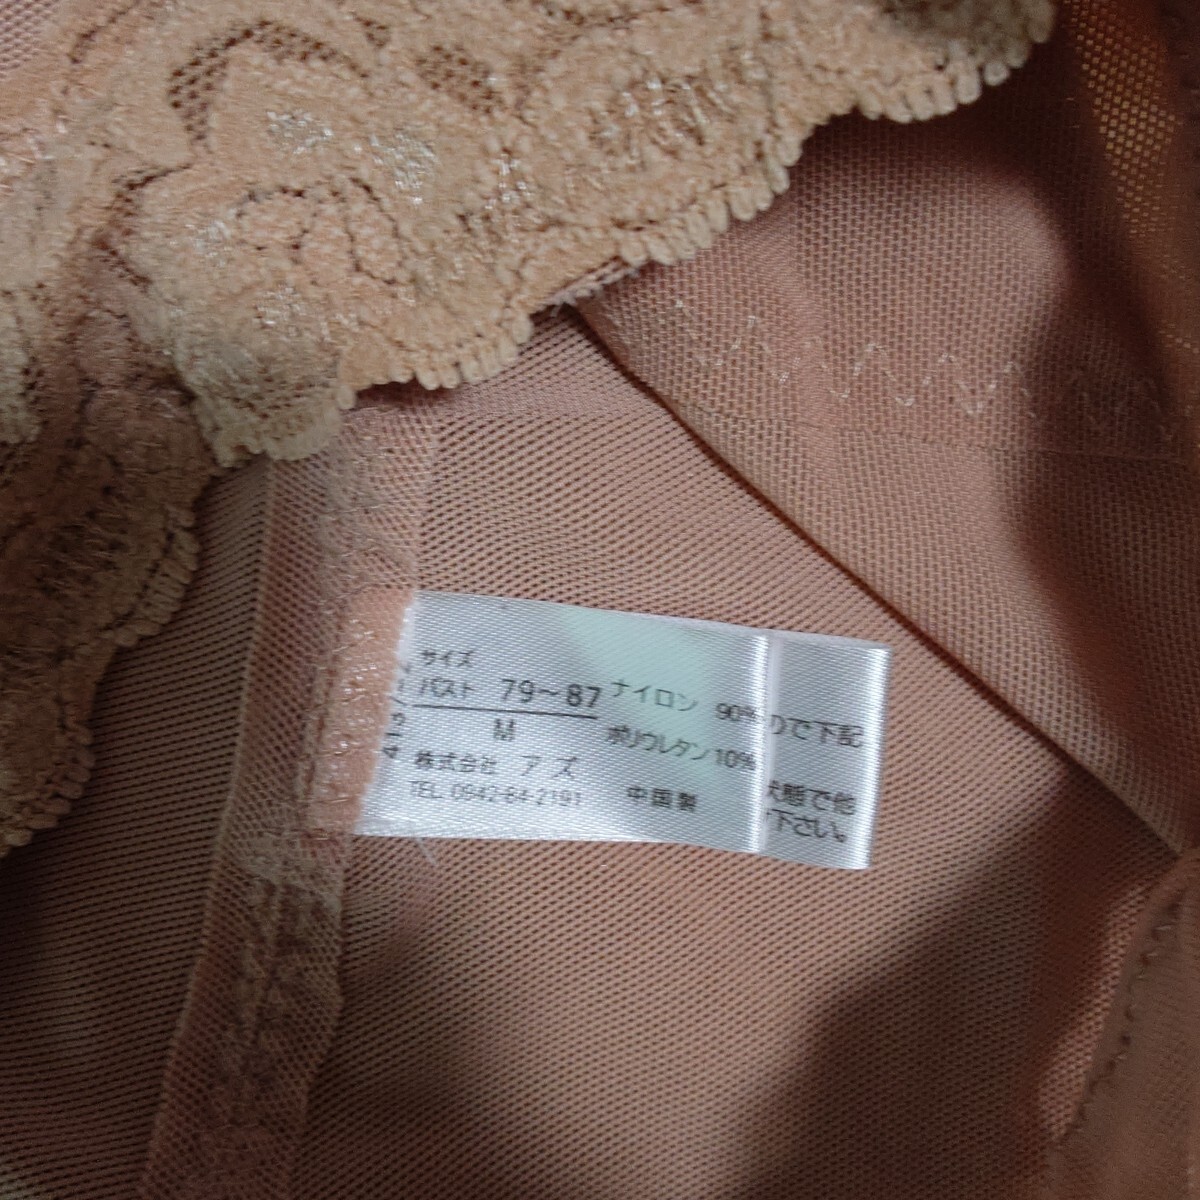 サイズ
バスト 79〜87
M
株式会社 アズ
TEL 0942-84-2191
ナイロン 90%
ポリウレタン 10%
中国製
ので下記
状態で他
下さい。